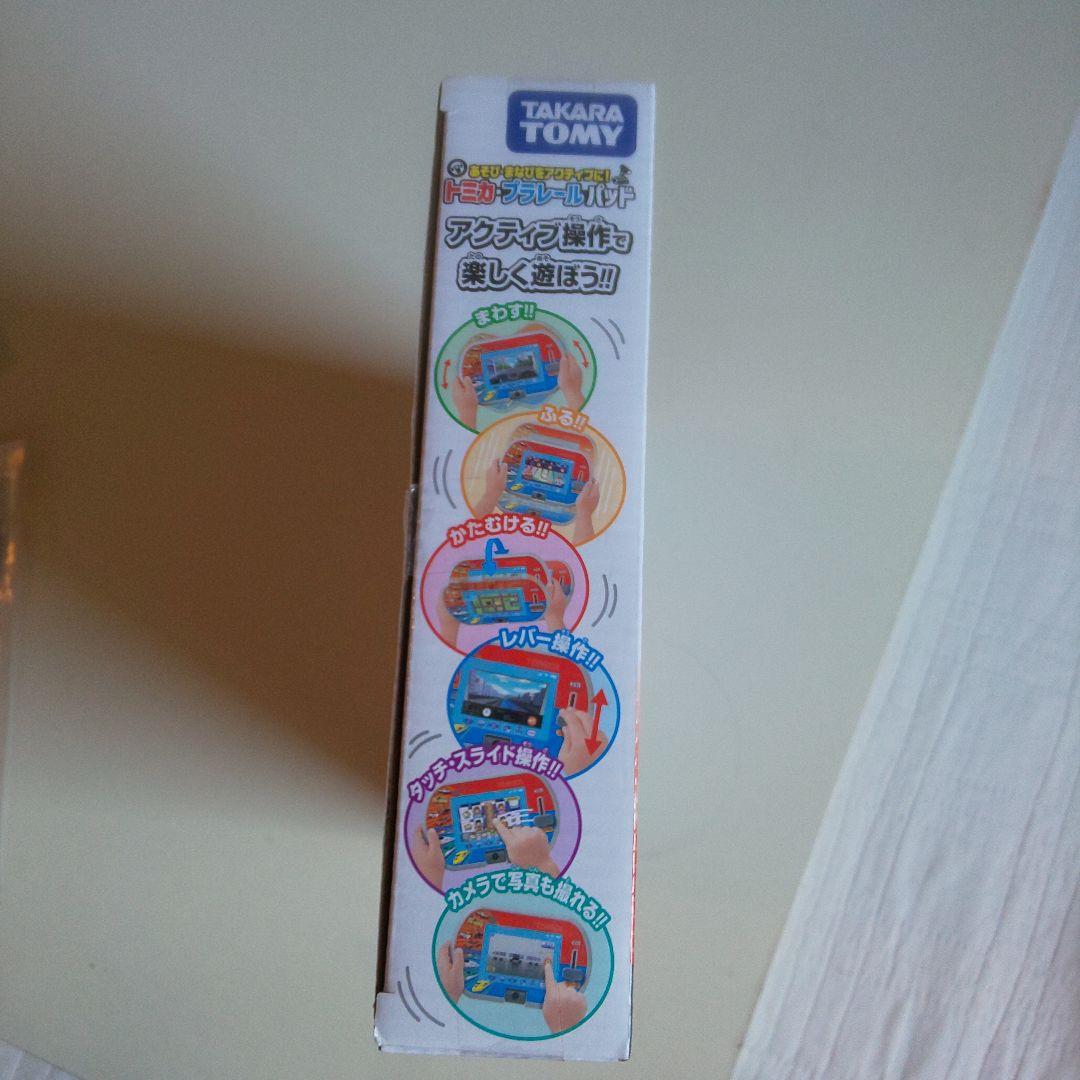 TAKARA
TOMY
あそび・まなびをアクティブに!
トミカ・プラレールパッド
アクティブ操作で
楽しく遊ぼう!!
まわす!!
ふる!!
かたむける!!
レバー操作!!
タッチ・スライド操作!!
カメラで写真も撮れる!!